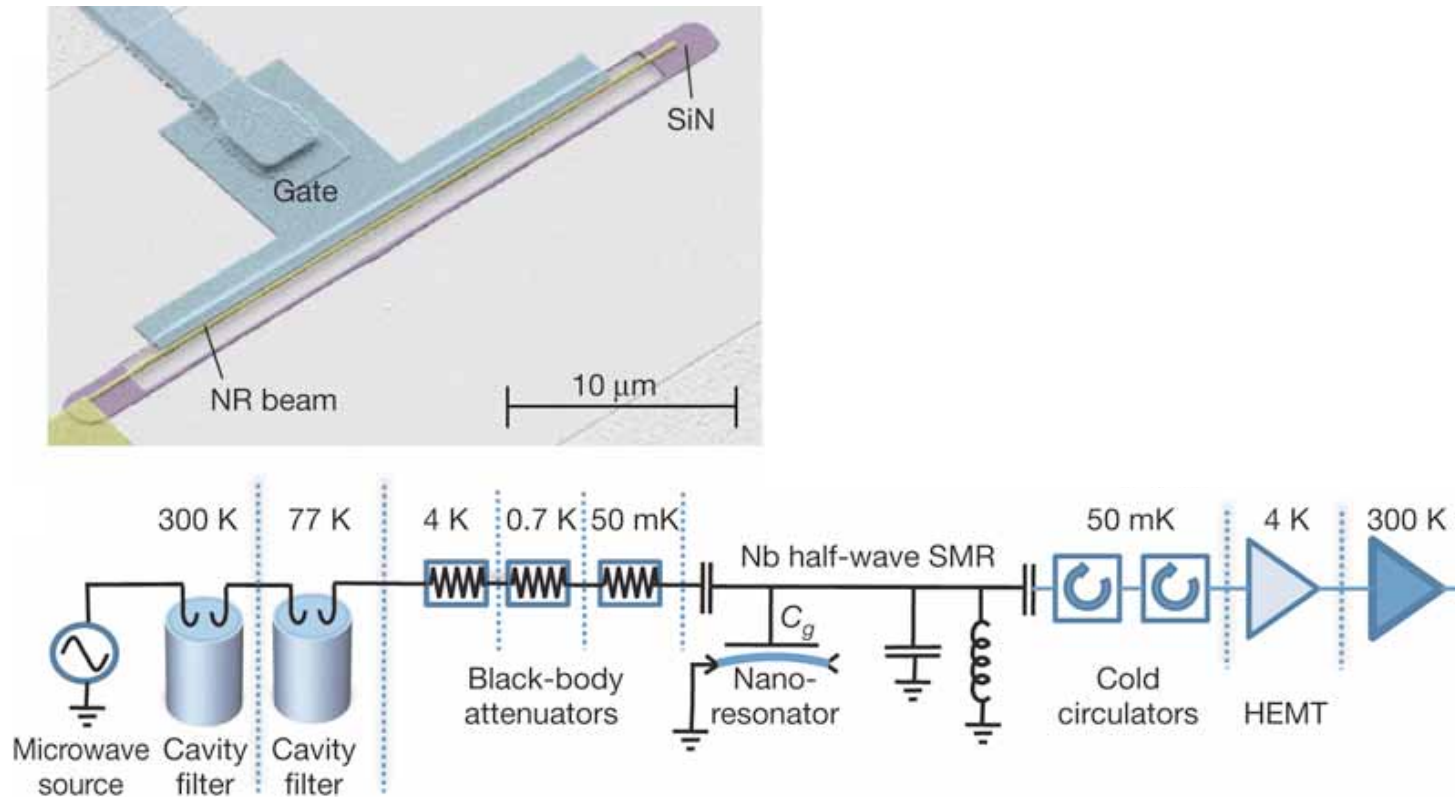 SiN
Gate
NR beam
10 μm
300 K
77 K
4 K
0.7 K
50 mK
50 mK
4 K
300 K
Nb half-wave SMR
C_g
Black-body
attenuators
Nano-
resonator
Cold
circulators
HEMT
Microwave
source
Cavity
filter
Cavity
filter